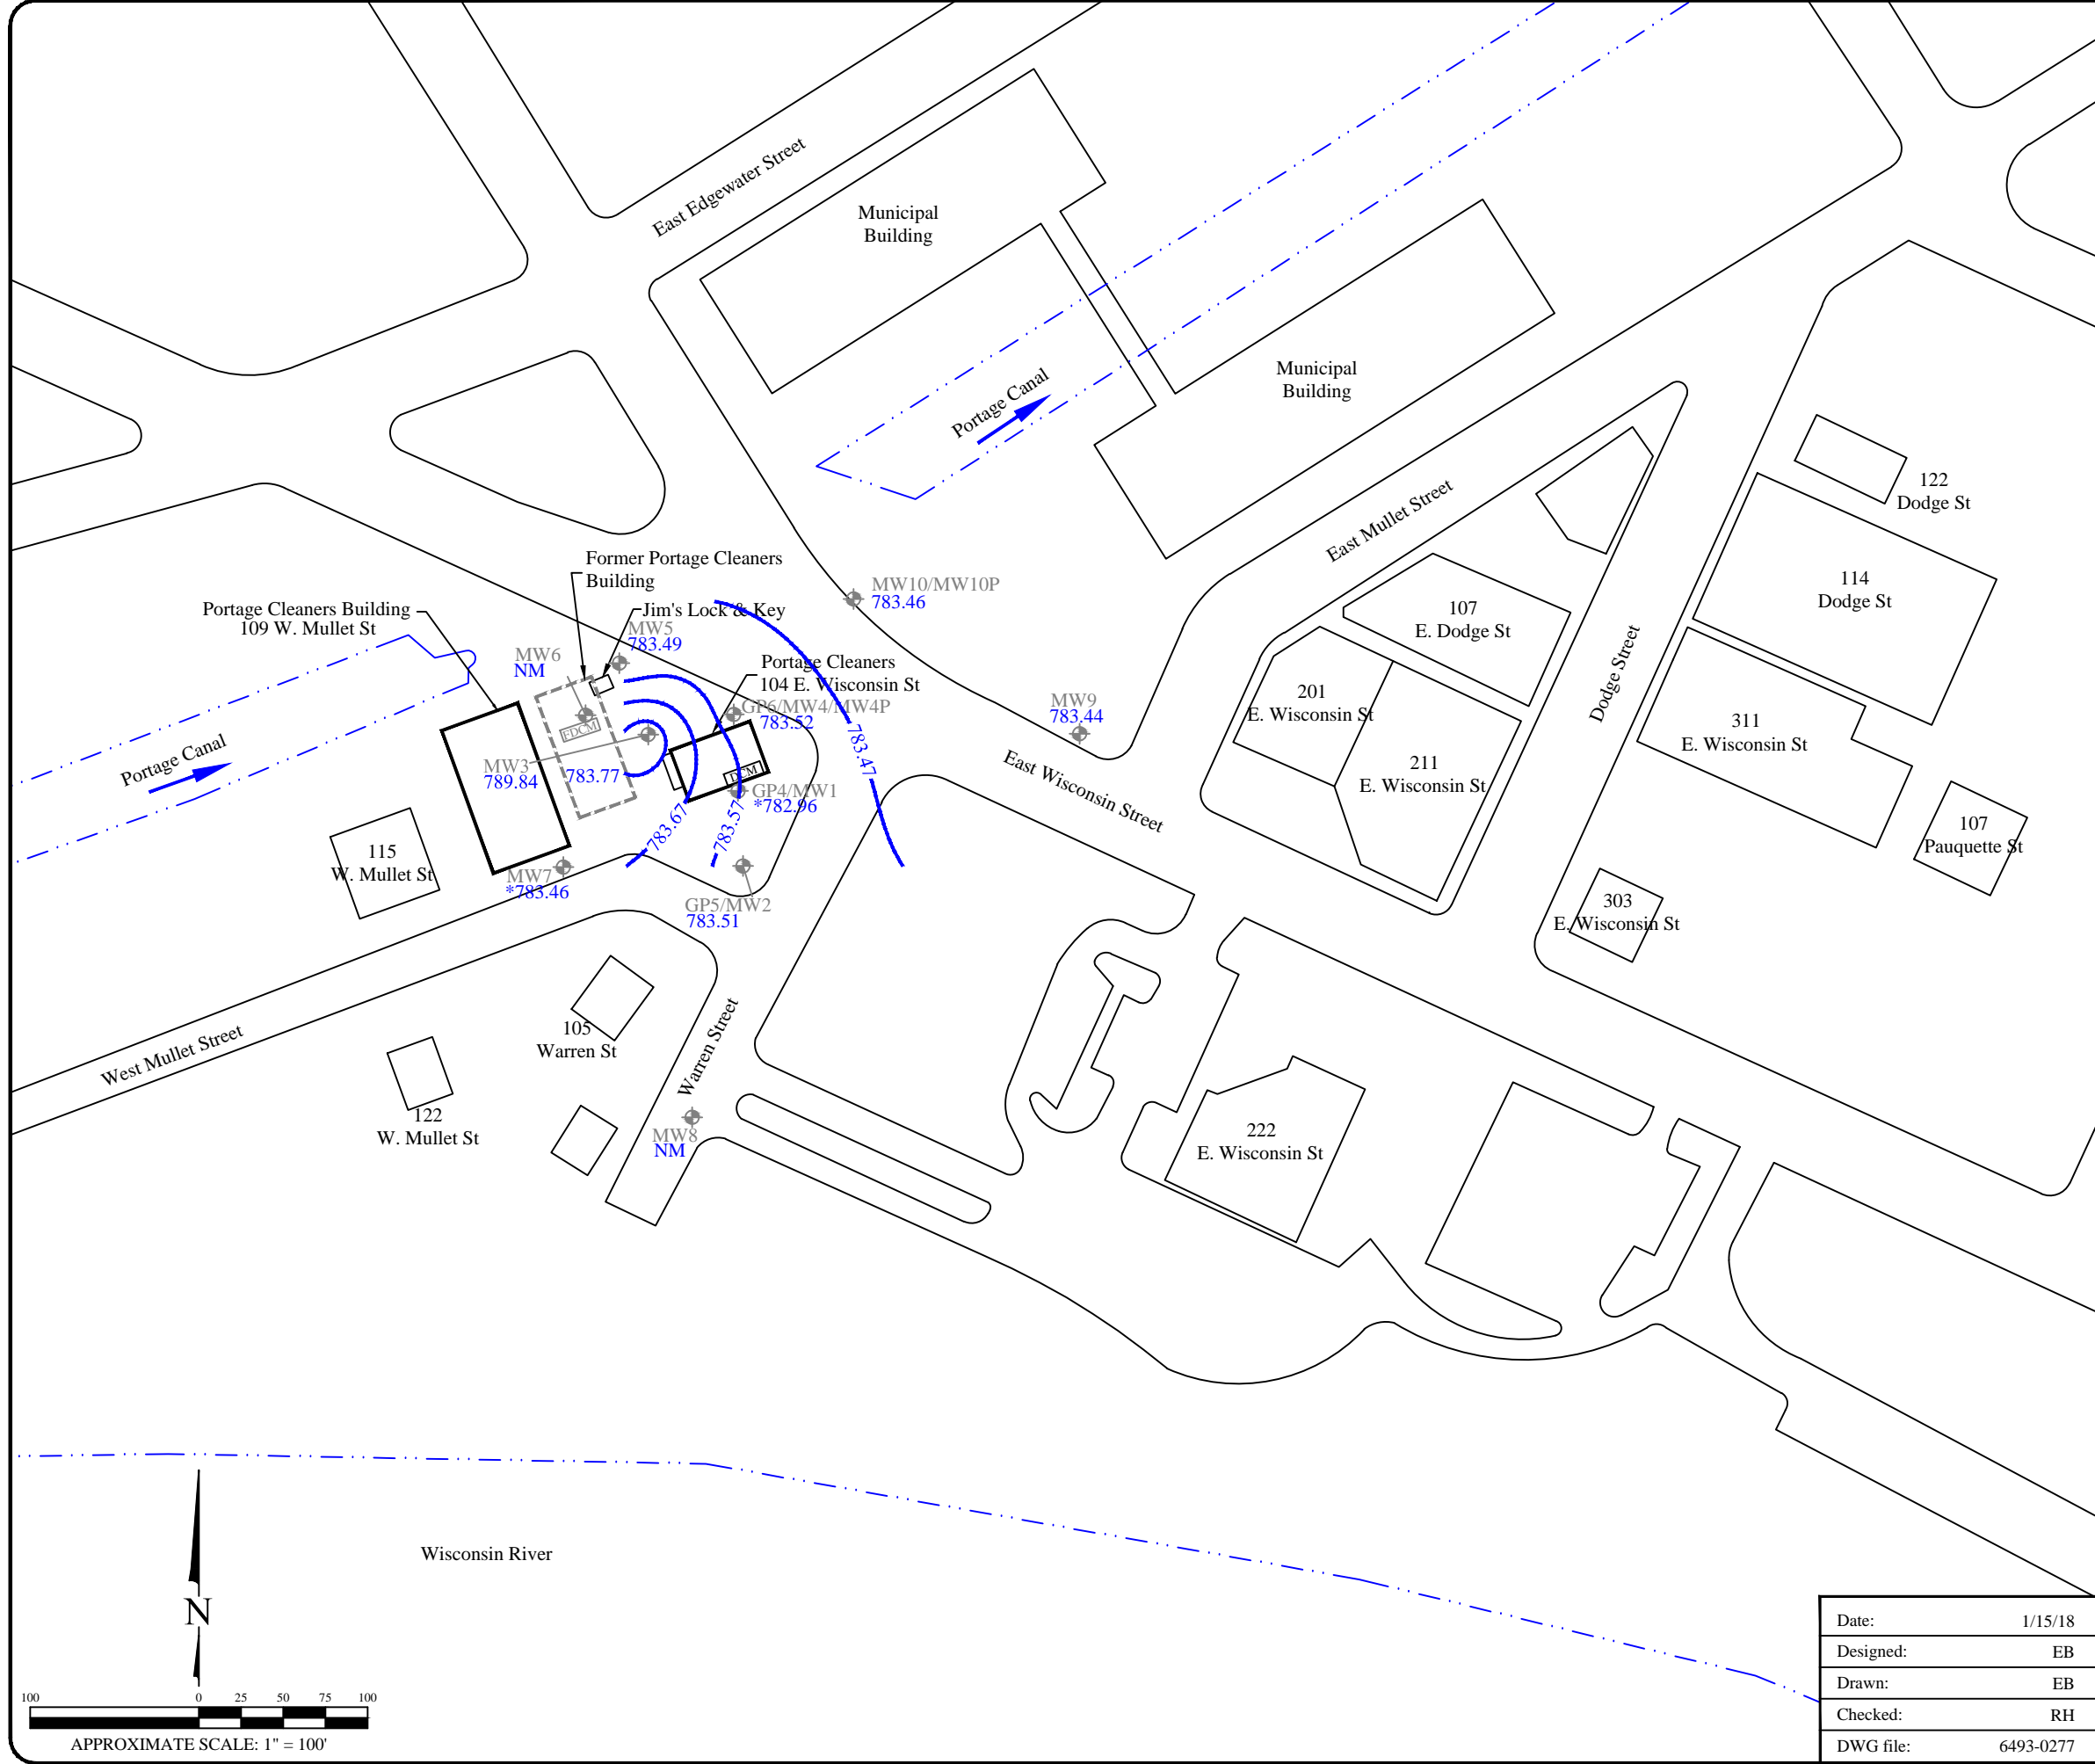 East Edgewater Street
Municipal
Building
Municipal
Building
Portage Canal
East Mullet Street
122
Dodge St
114
Dodge St
107
E. Dodge St
Dodge Street
Former Portage Cleaners
Building
Jim's Lock & Key
MW10/MW10P
783.46
Portage Cleaners Building
109 W. Mullet St
MW5
783.49
MW6
NM
Portage Cleaners
104 E. Wisconsin St
GP6/MW4/MW4P
783.52
MW9
783.44
201
E. Wisconsin St
211
E. Wisconsin St
311
E. Wisconsin St
FDCM
783.47
Portage Canal
MW3
789.84
783.77
DCM
GP4/MW1
*782.96
East Wisconsin Street
783.67
783.57
107
Pauquette St
115
W. Mullet St
MW7
*783.46
GP5/MW2
783.51
303
E. Wisconsin St
105
Warren St
Warren Street
West Mullet Street
122
W. Mullet St
MW8
NM
222
E. Wisconsin St
Wisconsin River
N
100 0 25 50 75 100
APPROXIMATE SCALE: 1" = 100'
Date: 1/15/18
Designed: EB
Drawn: EB
Checked: RH
DWG file: 6493-0277